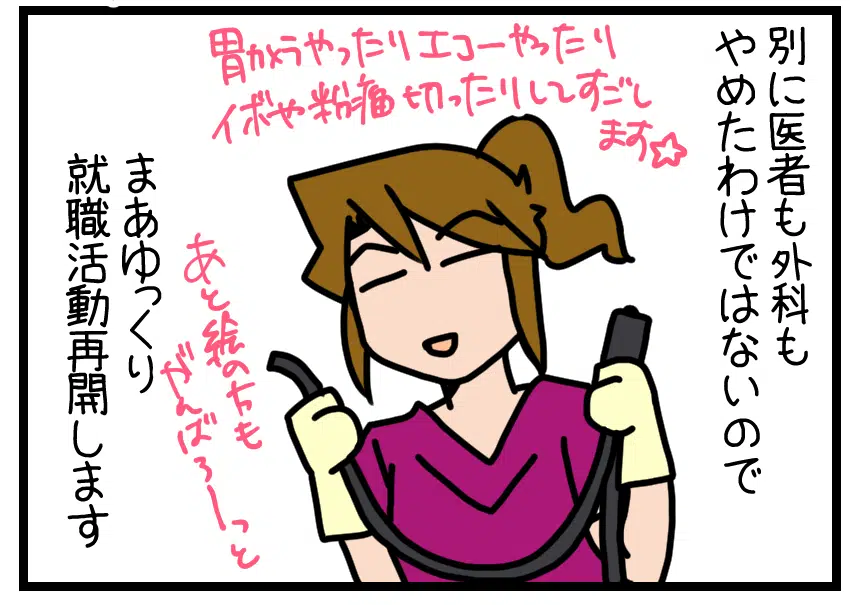 別に医者も外科も
やめたわけではないので
胃カメラやったりエコーやったり
イボや粉瘤切ったりしてすごし
ます☆
まあゆっくり
就職活動再開します
あと絵の方も
がんばろーっと